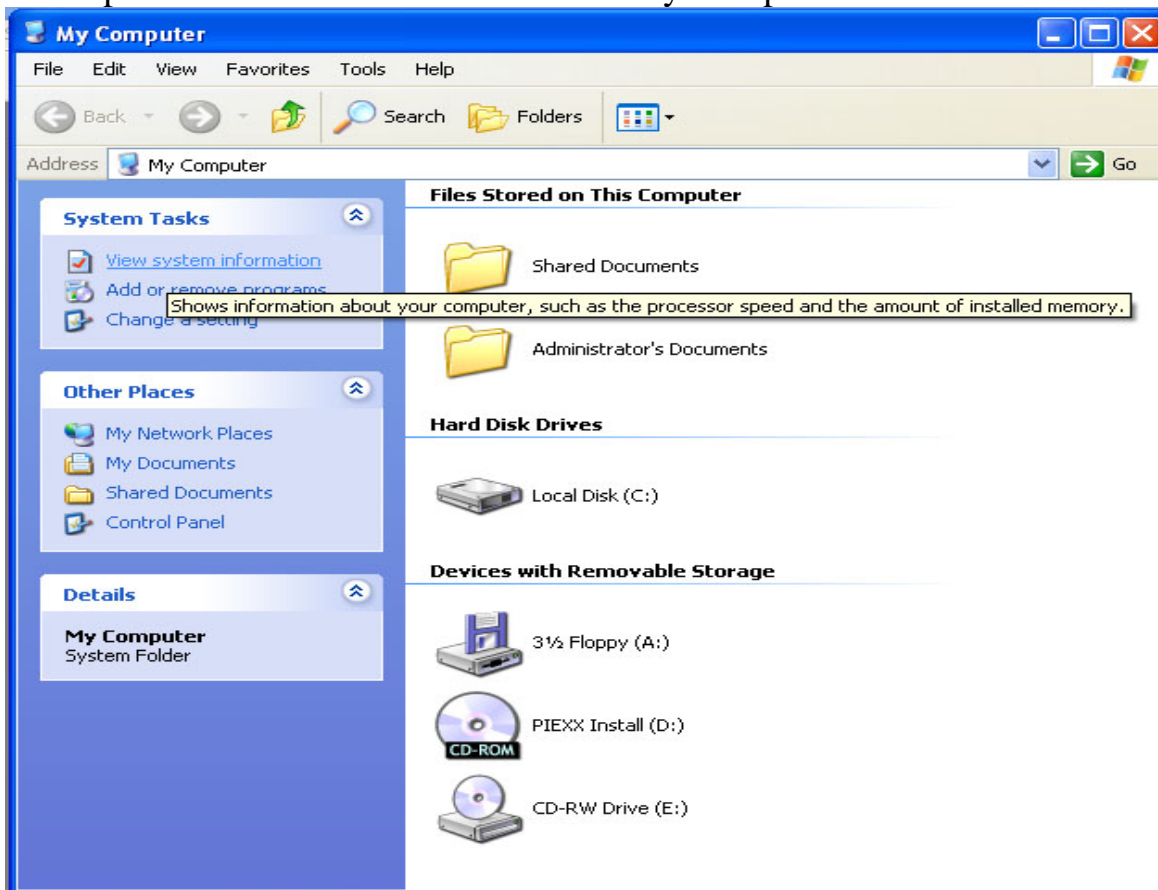 My Computer
File Edit View Favorites Tools Help
Back Search Folders
Address My Computer Go
System Tasks
View system information
Add or remove programs
Change a setting
Shows information about your computer, such as the processor speed and the amount of installed memory.
Other Places
My Network Places
My Documents
Shared Documents
Control Panel
Details
My Computer
System Folder
Files Stored on This Computer
Shared Documents
Administrator's Documents
Hard Disk Drives
Local Disk (C:)
Devices with Removable Storage
3½ Floppy (A:)
CD-ROM
PIEXX Install (D:)
CD-RW Drive (E:)